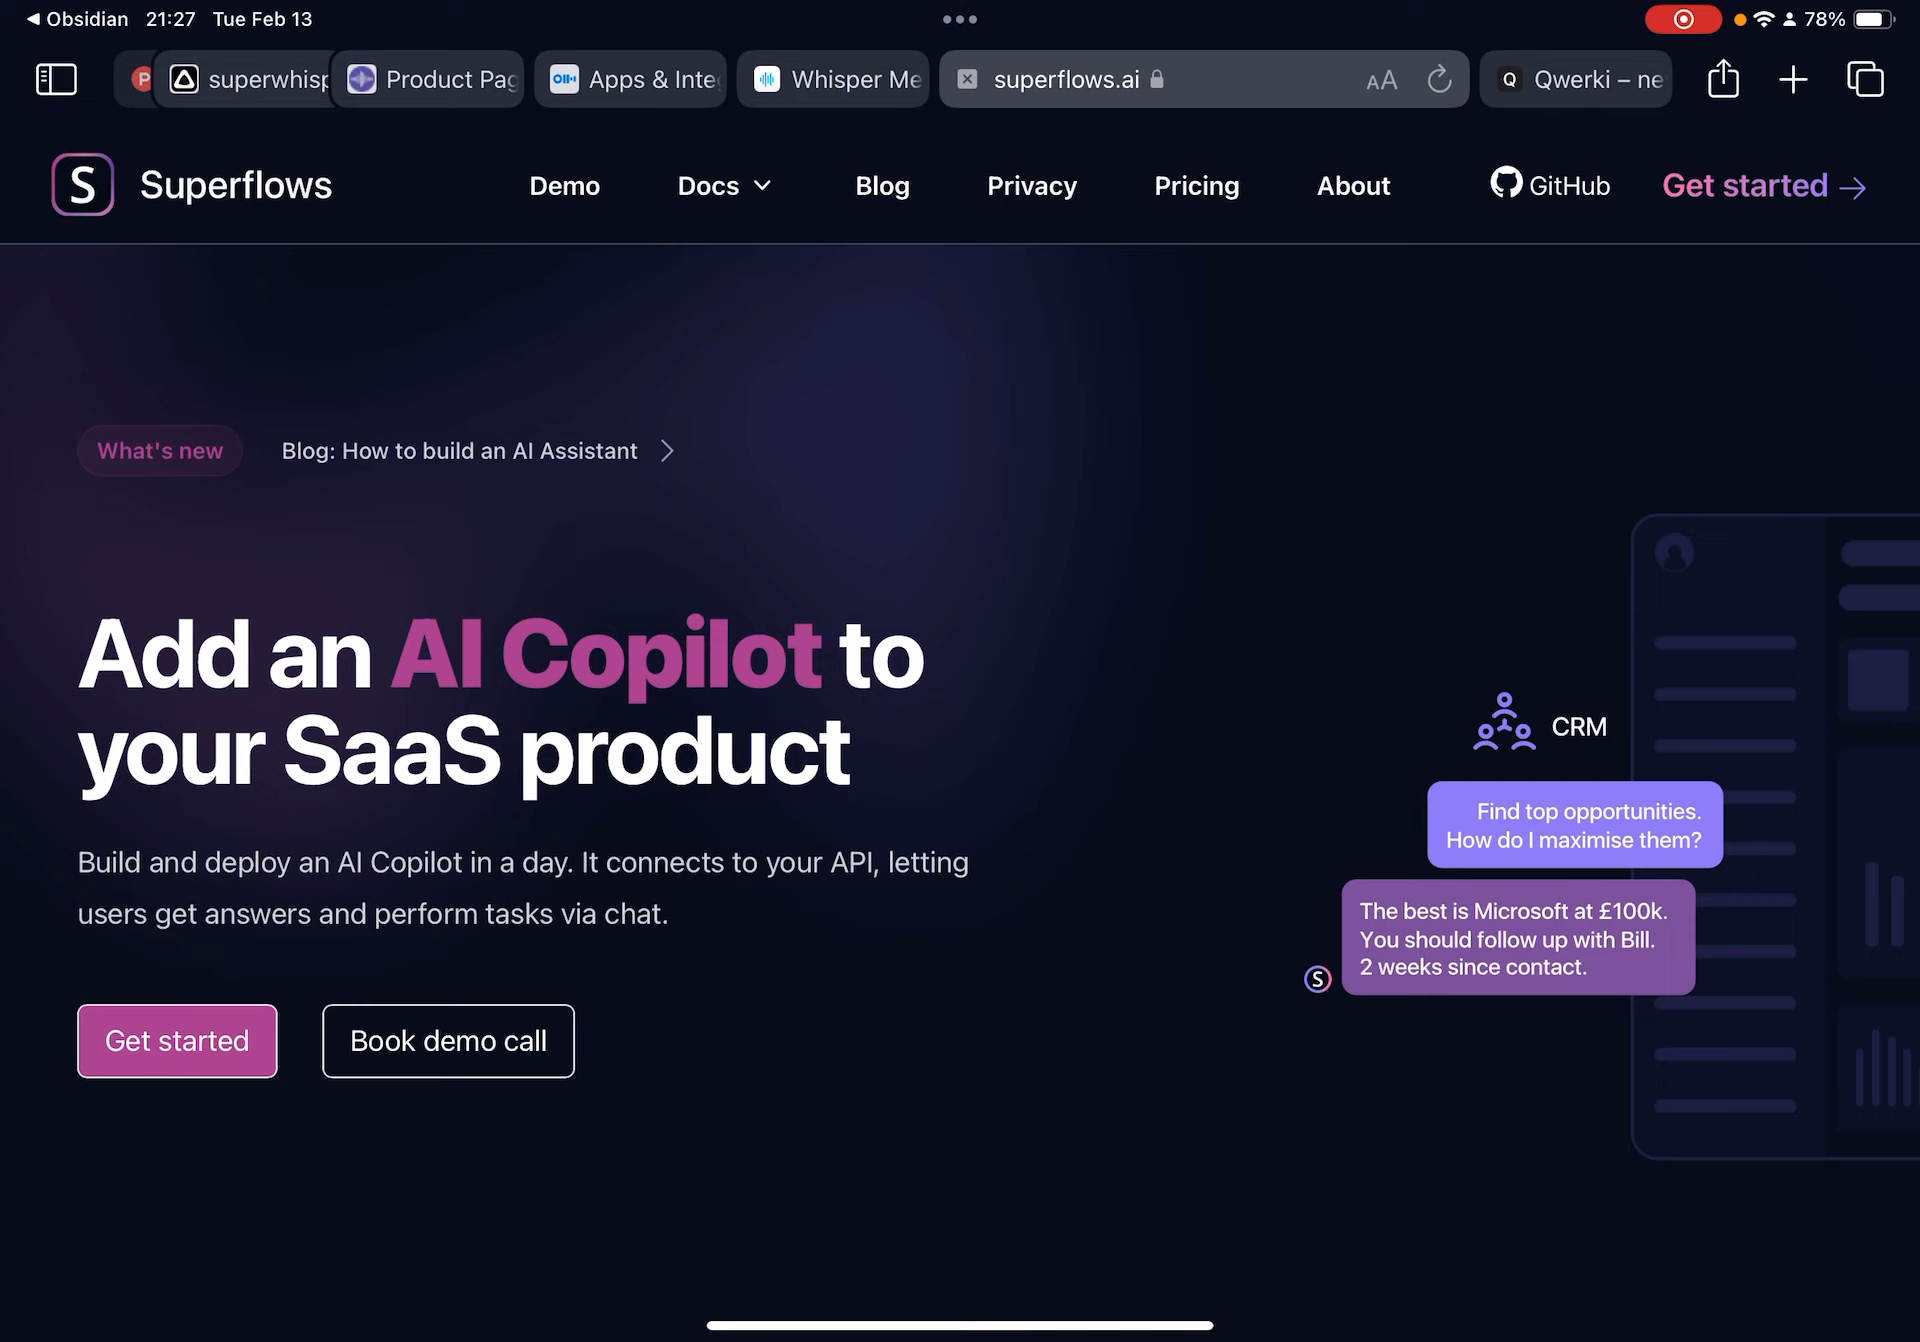 ◀ Obsidian 21:27 Tue Feb 13
78%
P
superwhisp
Product Pag
Apps & Inte
Whisper Me
superflows.ai
AA
Q Qwerki – ne
S Superflows
Demo
Docs
Blog
Privacy
Pricing
About
GitHub
Get started →
What's new
Blog: How to build an AI Assistant
Add an AI Copilot to
your SaaS product
Build and deploy an AI Copilot in a day. It connects to your API, letting
users get answers and perform tasks via chat.
Get started
Book demo call
CRM
Find top opportunities.
How do I maximise them?
The best is Microsoft at £100k.
You should follow up with Bill.
2 weeks since contact.
S